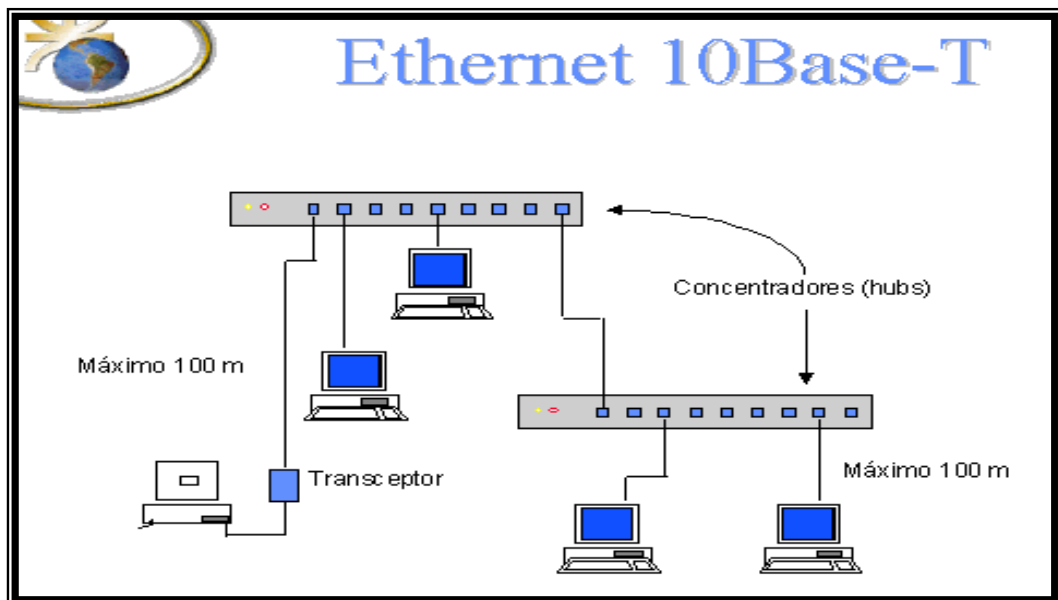 Ethernet 10Base-T
Concentradores (hubs)
Máximo 100 m
Transceptor
Máximo 100 m